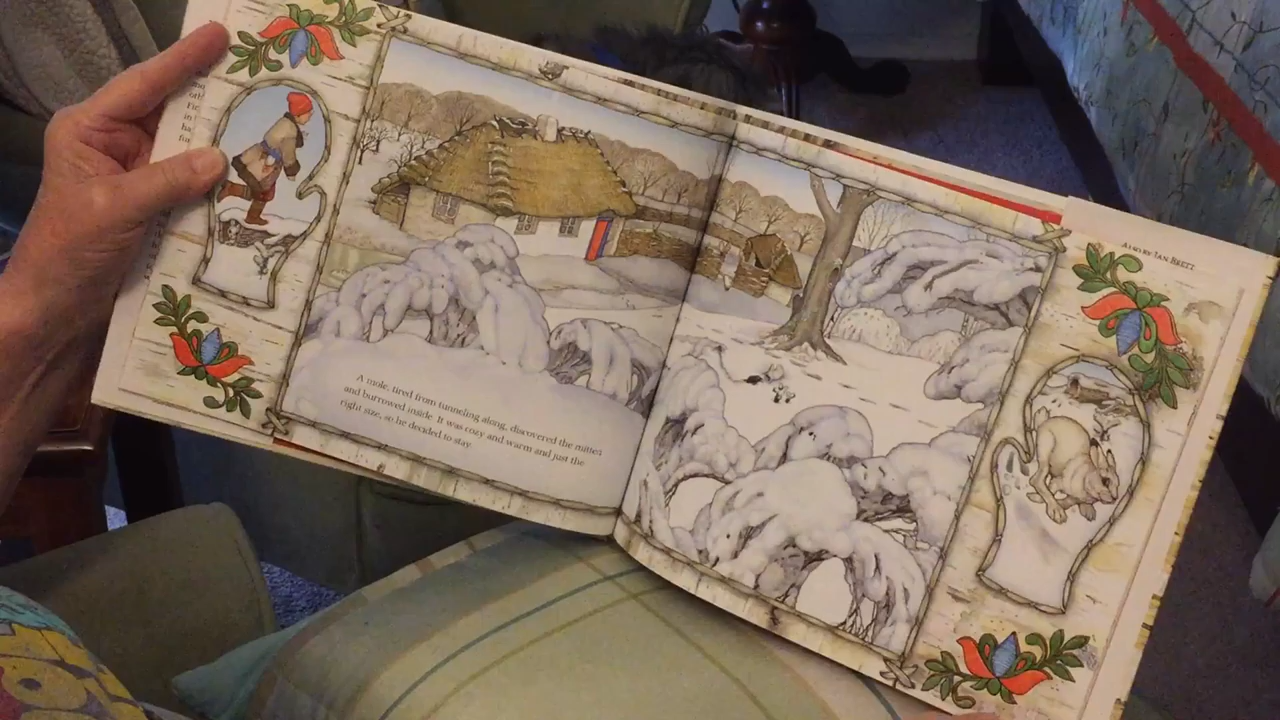 A mole, tired from tunneling along, discovered the mitten
and burrowed inside. It was cozy and warm and just the
right size, so he decided to stay.
ALSO BY JAN BRETT